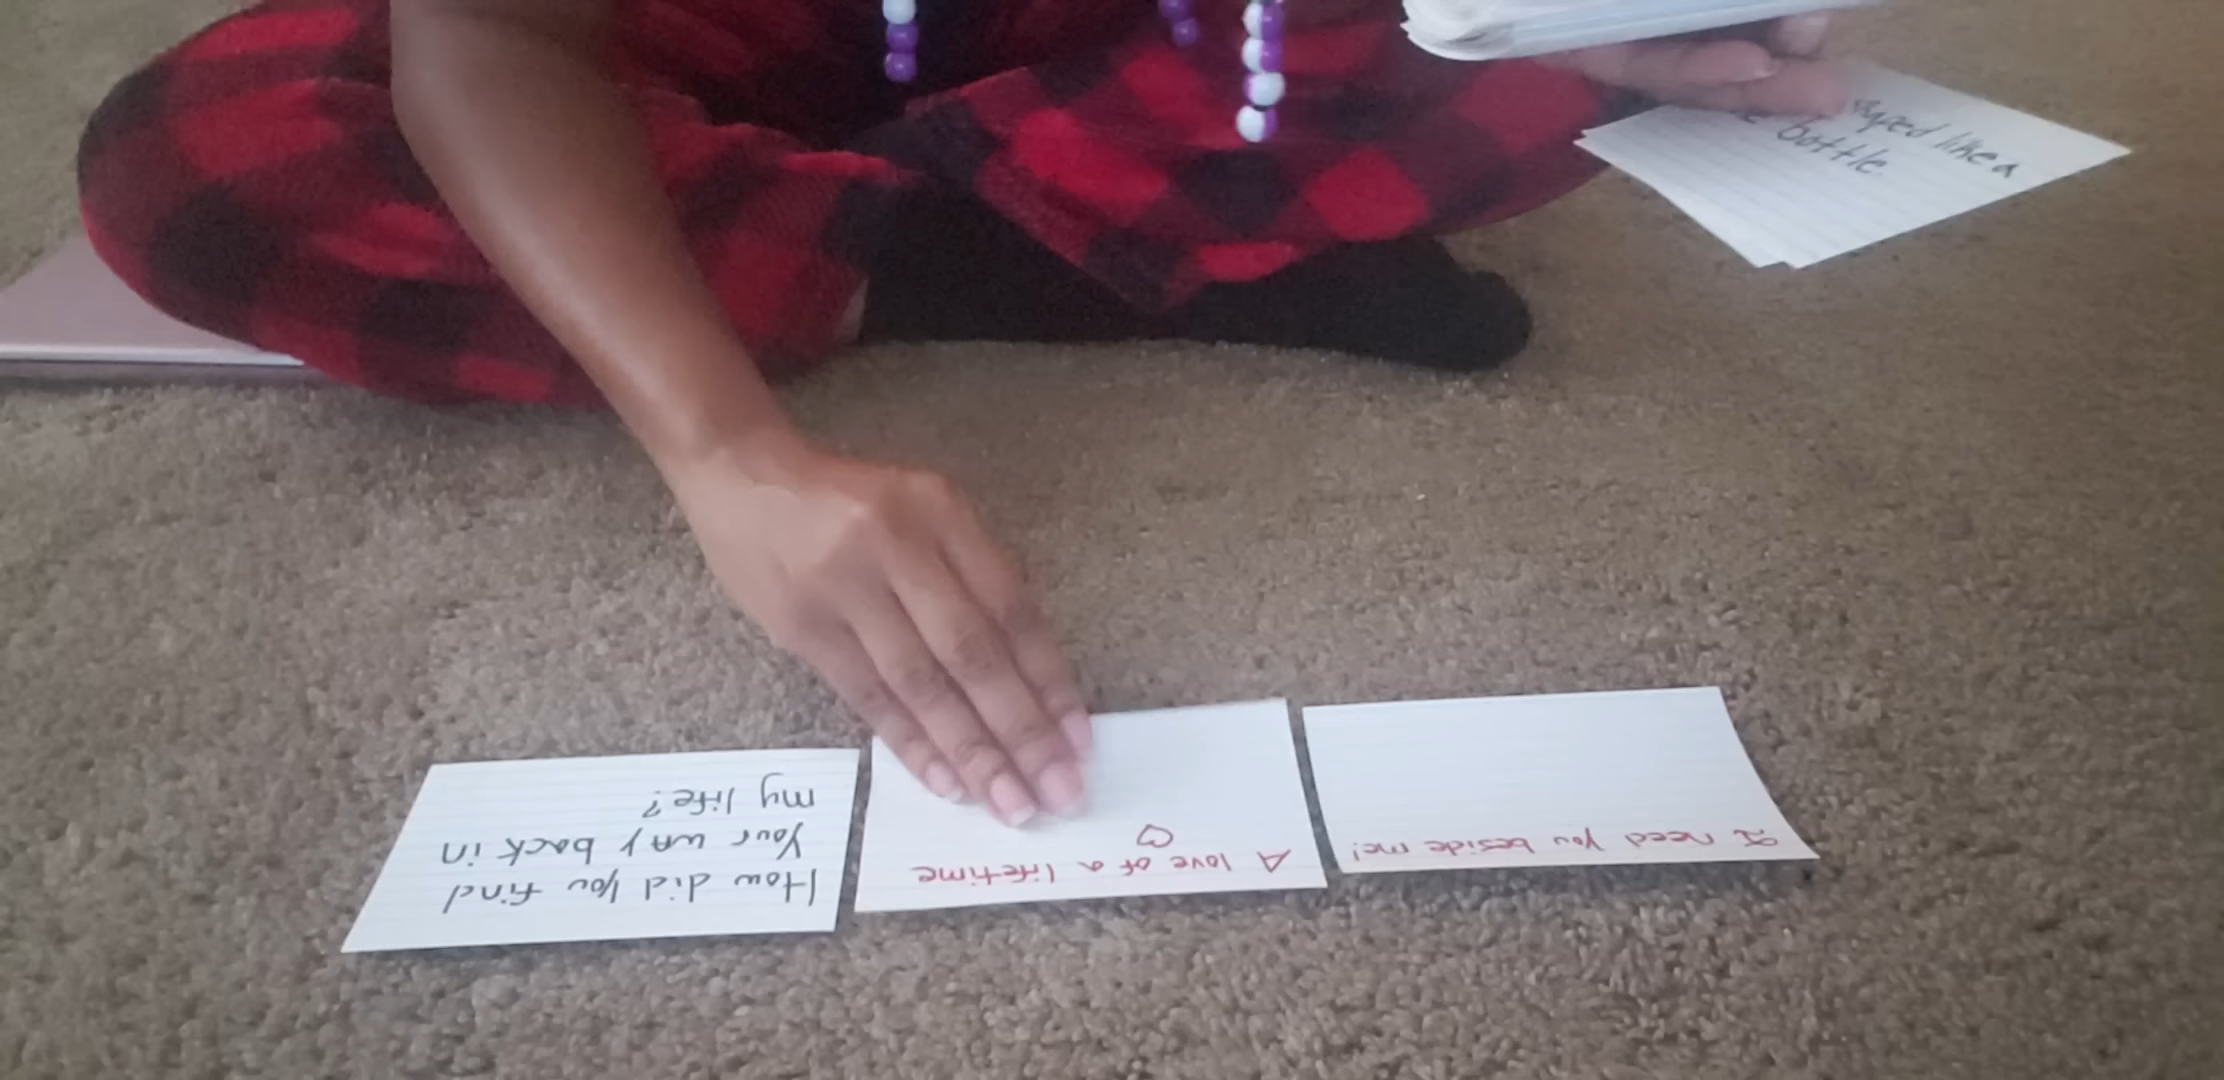 How did you find
your way back in
my life?
A love of a lifetime
♡
I need you beside me!
shaped like a
bottle